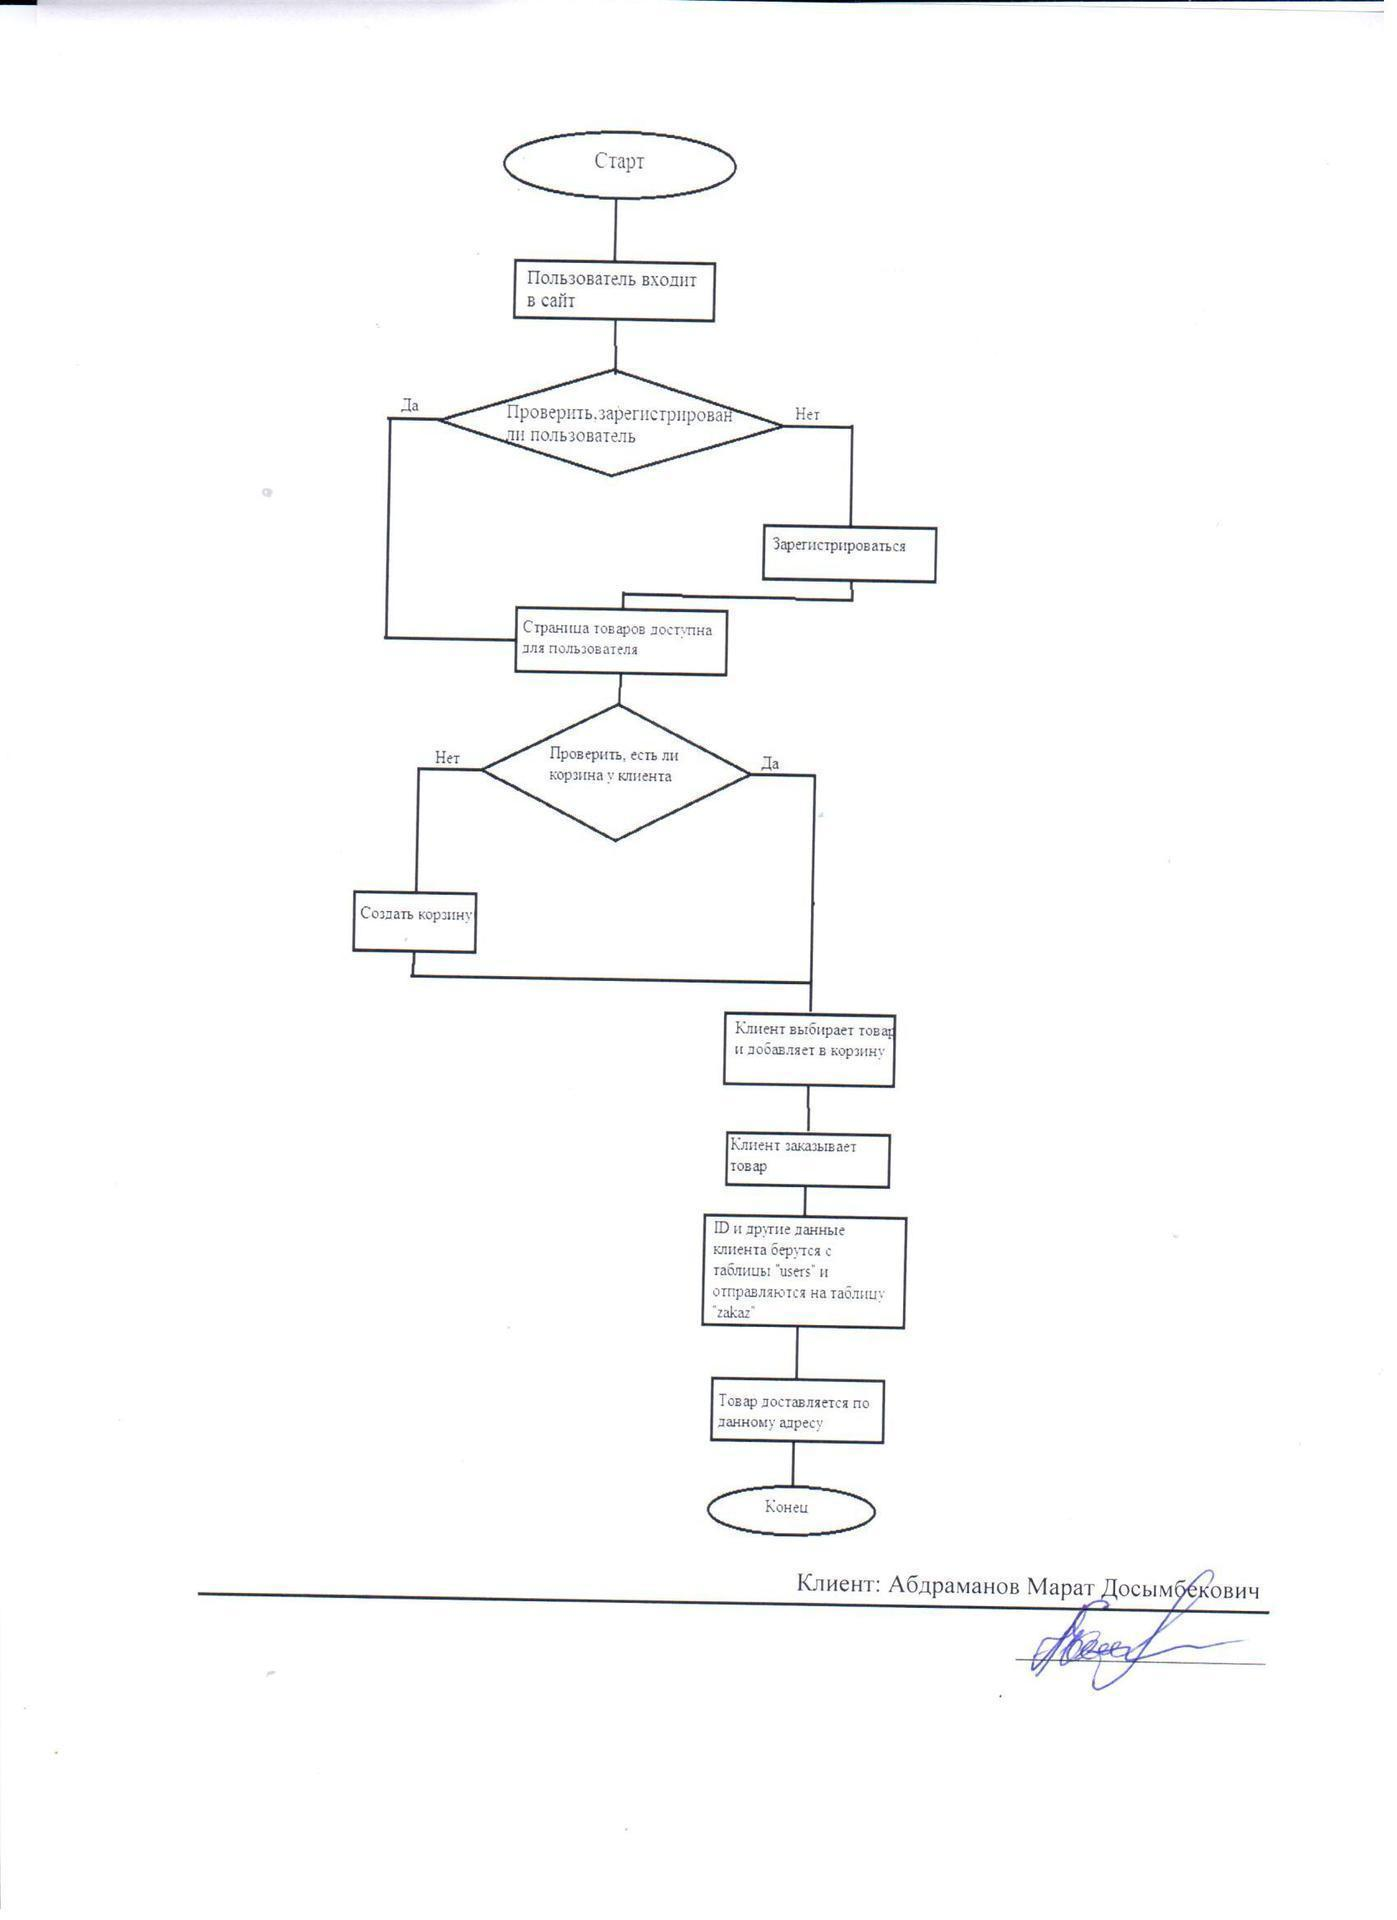 Старт
Пользователь входит
в сайт
Да
Проверить,зарегистрирован
ли пользователь
Нет
Зарегистрироваться
Страница товаров доступна
для пользователя
Нет
Проверить, есть ли
корзина у клиента
Да
Создать корзину
Клиент выбирает товар
и добавляет в корзину
Клиент заказывает
товар
ID и другие данные
клиента берутся с
таблицы "users" и
отправляются на таблицу
"zakaz"
Товар доставляется по
данному адресу
Конец
Клиент: Абдраманов Марат Досымбекович